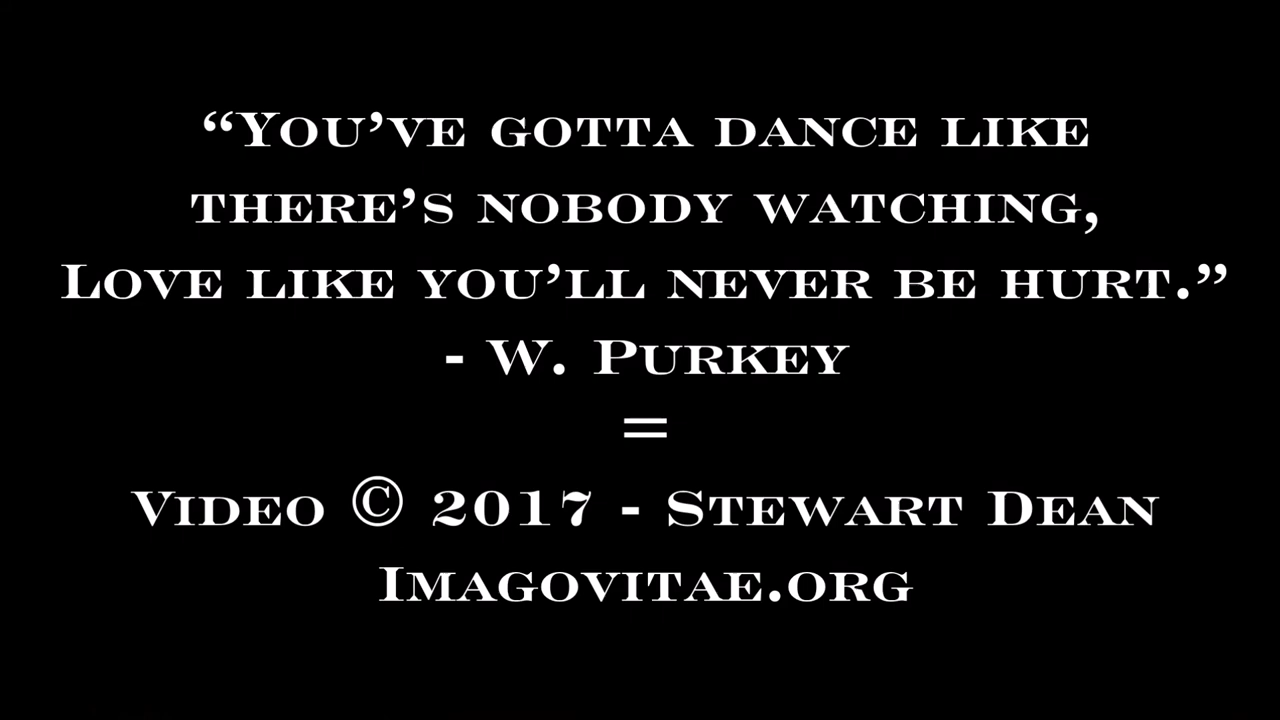 “You’ve gotta dance like
there’s nobody watching,
Love like you’ll never be hurt.”
- W. Purkey
=
Video © 2017 - Stewart Dean
Imagovitae.org